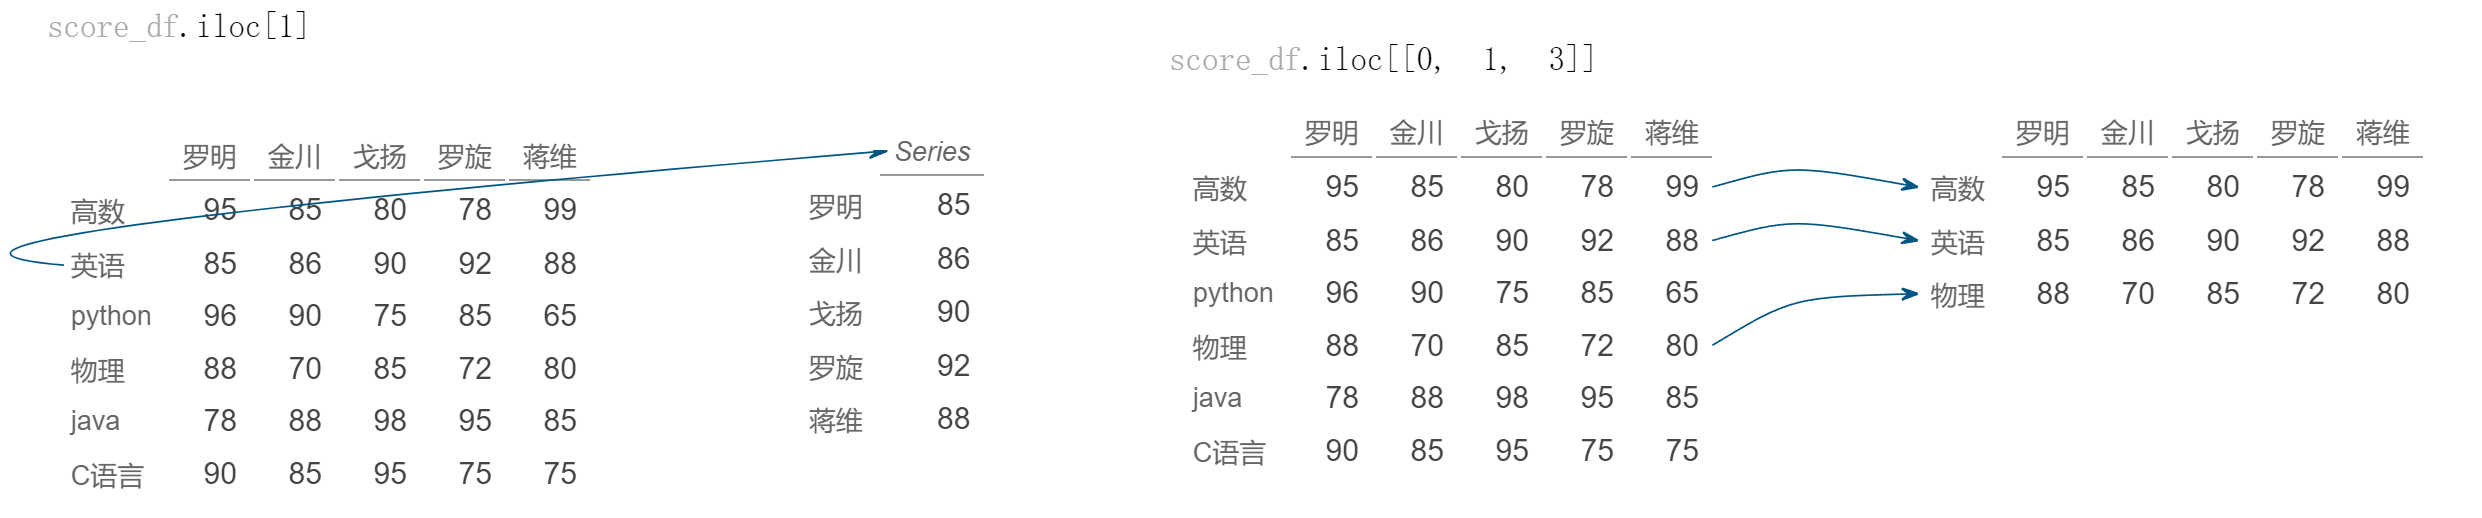 score_df.iloc[1]
罗明 金川 戈扬 罗旋 蒋维
高数 95 85 80 78 99
英语 85 86 90 92 88
python 96 90 75 85 65
物理 88 70 85 72 80
java 78 88 98 95 85
C语言 90 85 95 75 75
Series
罗明 85
金川 86
戈扬 90
罗旋 92
蒋维 88
score_df.iloc[[0, 1, 3]]
罗明 金川 戈扬 罗旋 蒋维
高数 95 85 80 78 99
英语 85 86 90 92 88
python 96 90 75 85 65
物理 88 70 85 72 80
java 78 88 98 95 85
C语言 90 85 95 75 75
罗明 金川 戈扬 罗旋 蒋维
高数 95 85 80 78 99
英语 85 86 90 92 88
物理 88 70 85 72 80